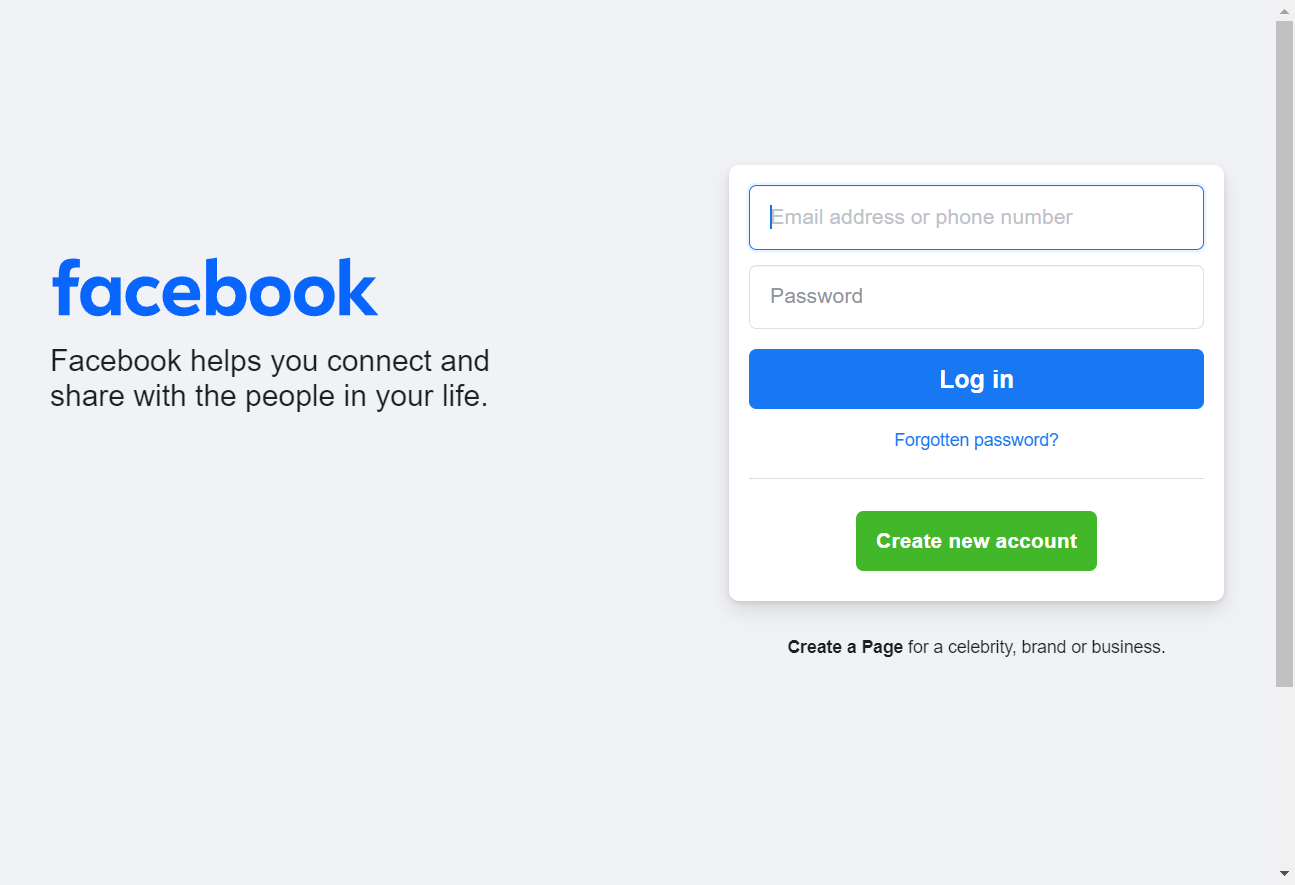 facebook
Facebook helps you connect and
share with the people in your life.
Email address or phone number
Password
Log in
Forgotten password?
Create new account
Create a Page for a celebrity, brand or business.